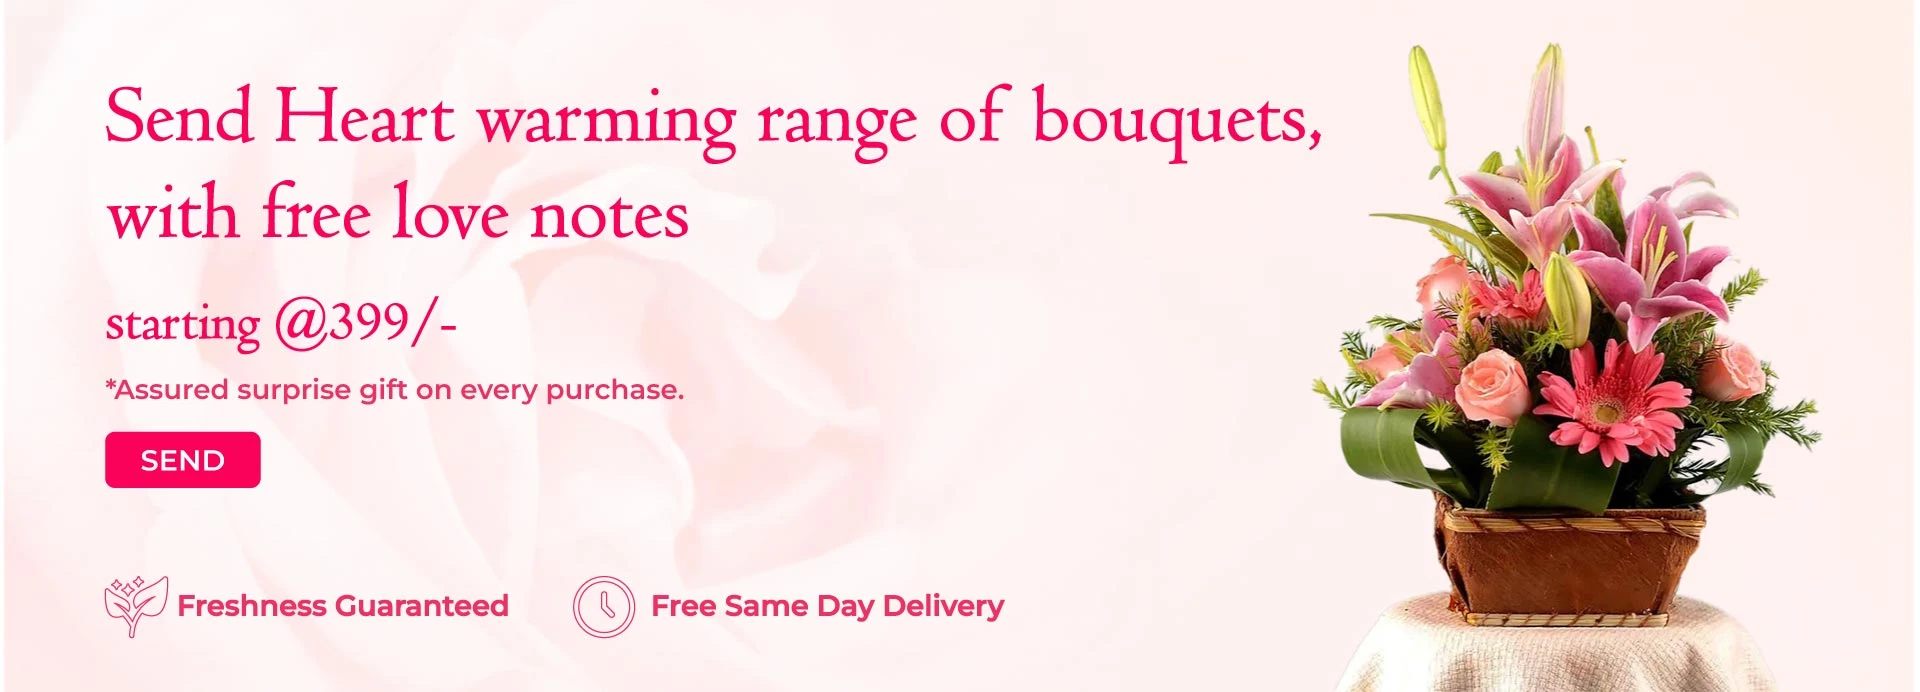 Send Heart warming range of bouquets,
with free love notes
starting @399/-
*Assured surprise gift on every purchase.
SEND
Freshness Guaranteed
Free Same Day Delivery